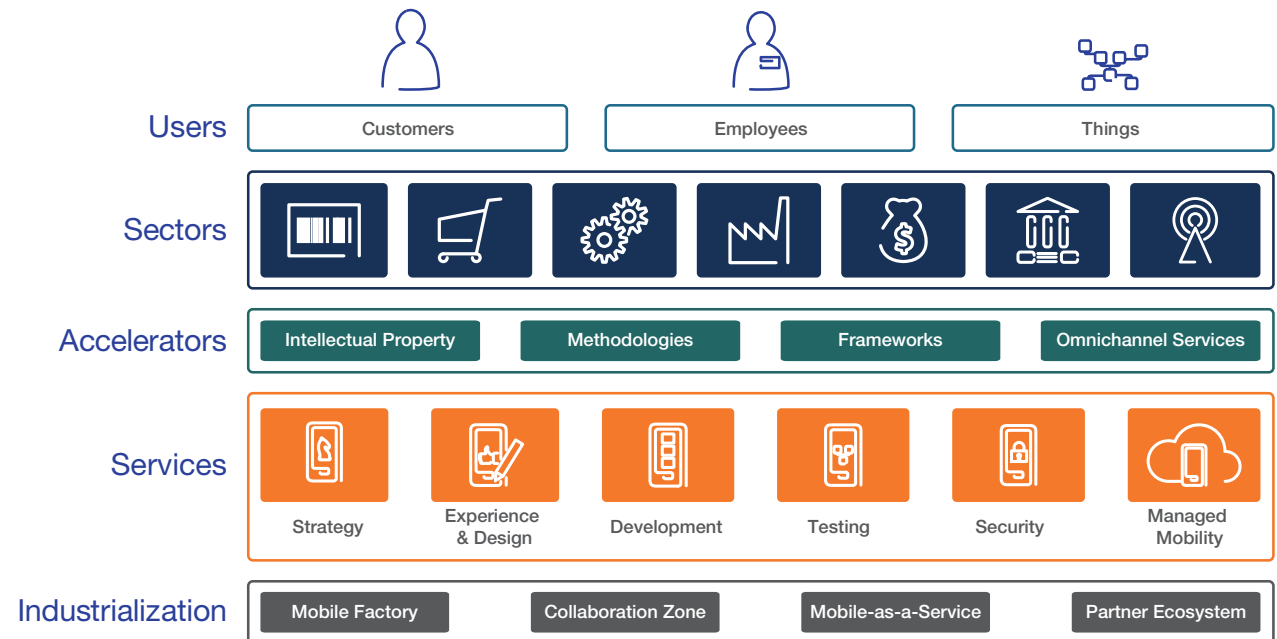 Users
Customers
Employees
Things
Sectors
Accelerators
Intellectual Property
Methodologies
Frameworks
Omnichannel Services
Services
Strategy
Experience
& Design
Development
Testing
Security
Managed
Mobility
Industrialization
Mobile Factory
Collaboration Zone
Mobile-as-a-Service
Partner Ecosystem